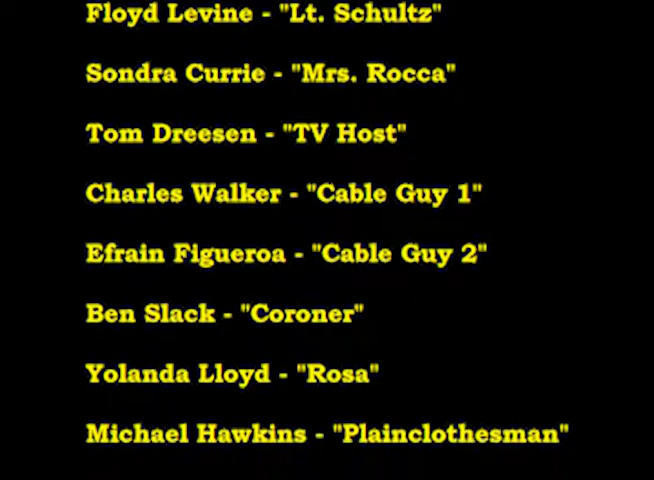 Floyd Levine - "Lt. Schultz"
Sondra Currie - "Mrs. Rocca"
Tom Dreesen - "TV Host"
Charles Walker - "Cable Guy 1"
Efrain Figueroa - "Cable Guy 2"
Ben Slack - "Coroner"
Yolanda Lloyd - "Rosa"
Michael Hawkins - "Plainclothesman"